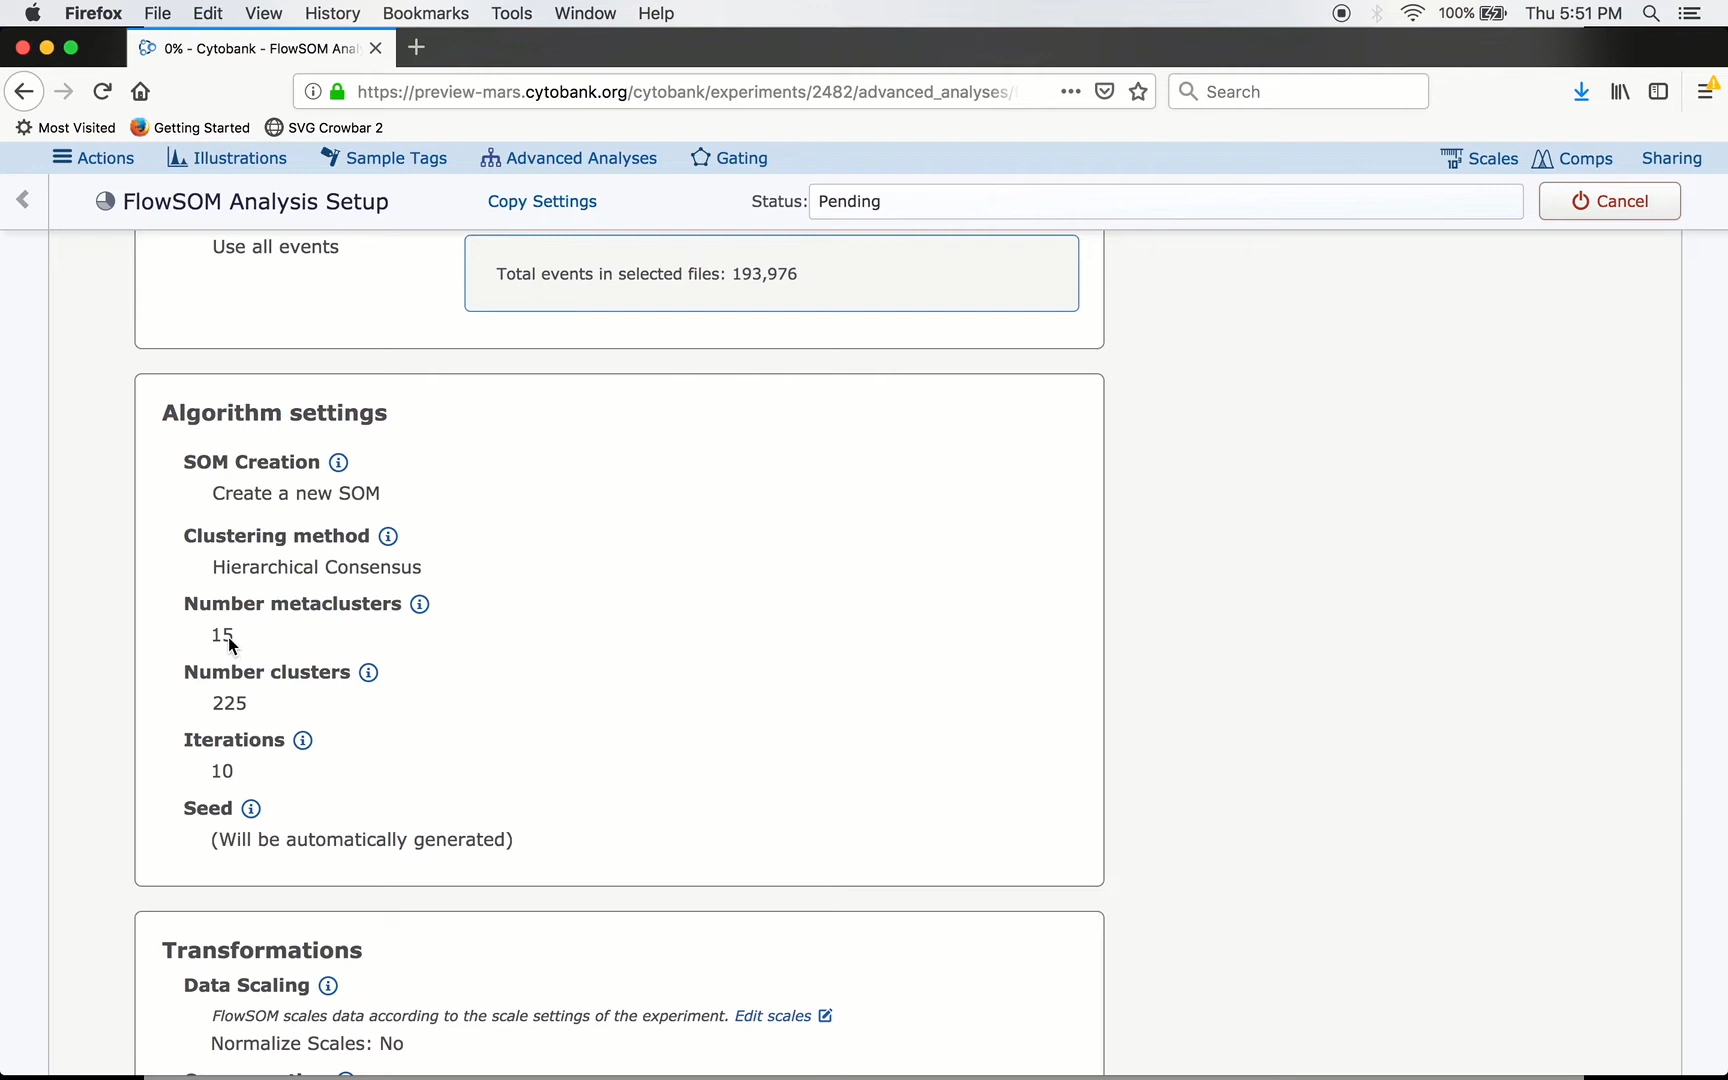 Firefox File Edit View History Bookmarks Tools Window Help 100% Thu 5:51 PM
0% - Cytobank - FlowSOM Anal
https://preview-mars.cytobank.org/cytobank/experiments/2482/advanced_analyses/ Search
Most Visited Getting Started SVG Crowbar 2
Actions Illustrations Sample Tags Advanced Analyses Gating Scales Comps Sharing
FlowSOM Analysis Setup Copy Settings Status: Pending Cancel
Use all events
Total events in selected files: 193,976
Algorithm settings
SOM Creation
Create a new SOM
Clustering method
Hierarchical Consensus
Number metaclusters
15
Number clusters
225
Iterations
10
Seed
(Will be automatically generated)
Transformations
Data Scaling
FlowSOM scales data according to the scale settings of the experiment. Edit scales
Normalize Scales: No